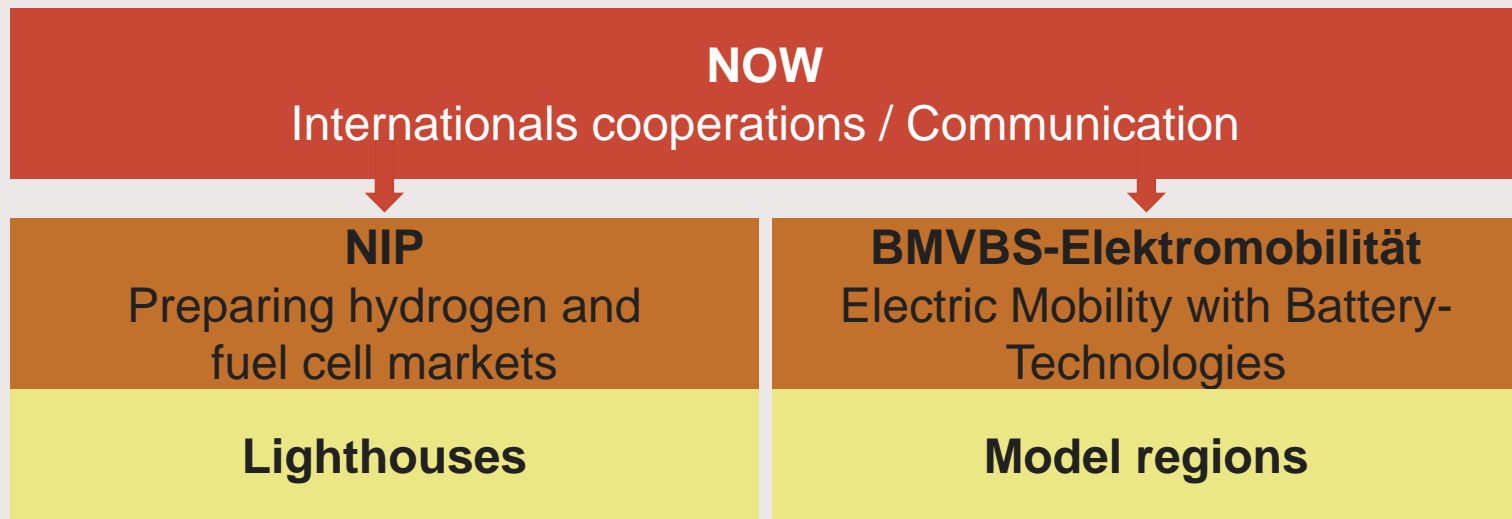 NOW
Internationals cooperations / Communication
NIP
Preparing hydrogen and
fuel cell markets
BMVBS-Elektromobilität
Electric Mobility with Battery-
Technologies
Lighthouses
Model regions